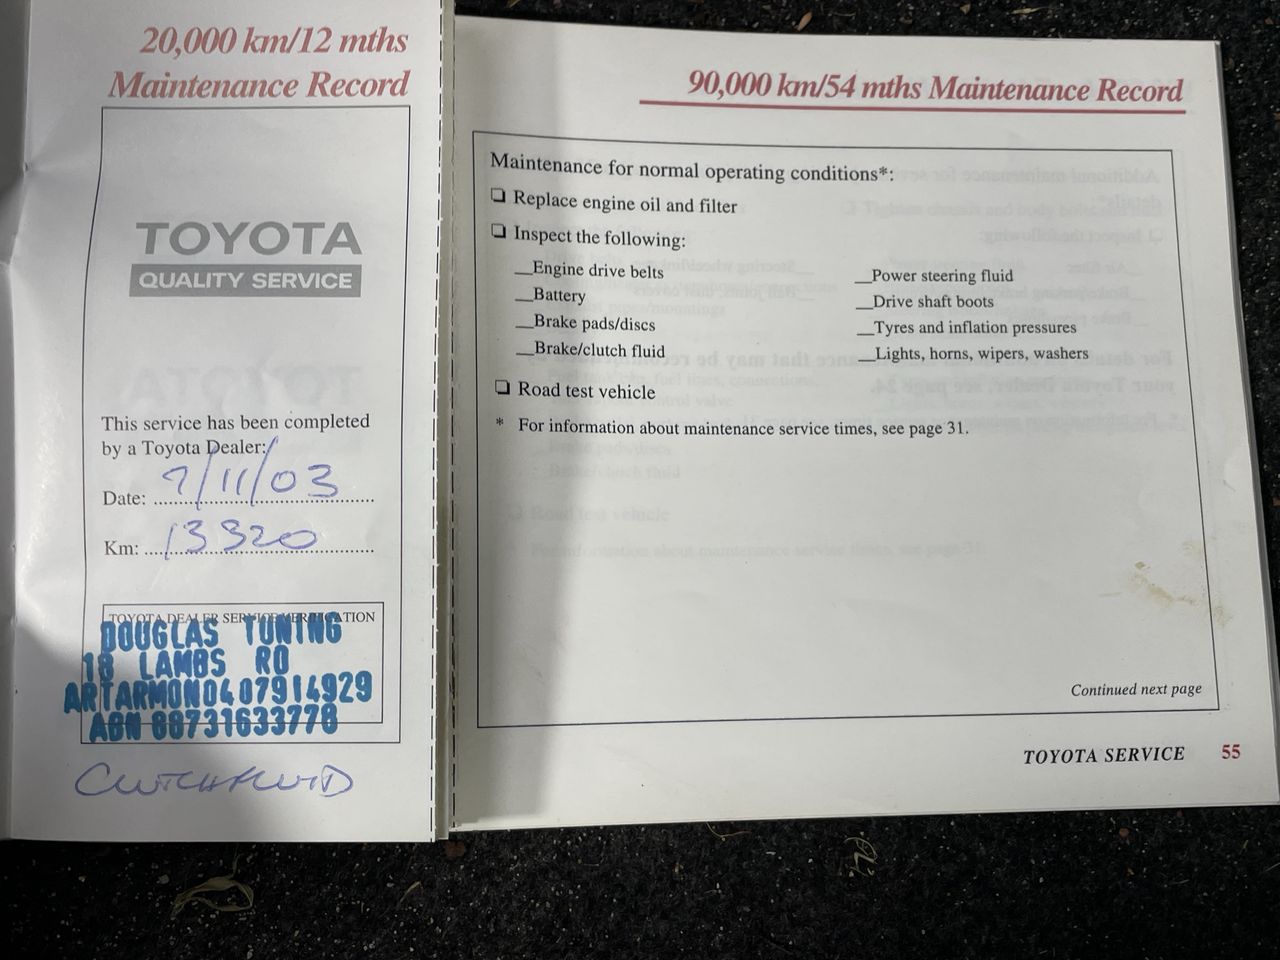 20,000 km/12 mths
Maintenance Record
TOYOTA
QUALITY SERVICE
This service has been completed
by a Toyota Dealer:
Date: 7/11/03
Km: 13320
TOYOTA DEALER SERVICE VERIFICATION
DOUGLAS TUNING
18 LAMBS RD
ARTARMON0407914929
ABN 88731633778
CLUTCH FLUID
90,000 km/54 mths Maintenance Record
Maintenance for normal operating conditions*:
❏ Replace engine oil and filter
❏ Inspect the following:
__Engine drive belts
__Battery
__Brake pads/discs
__Brake/clutch fluid
__Power steering fluid
__Drive shaft boots
__Tyres and inflation pressures
__Lights, horns, wipers, washers
❏ Road test vehicle
* For information about maintenance service times, see page 31.
Continued next page
TOYOTA SERVICE 55